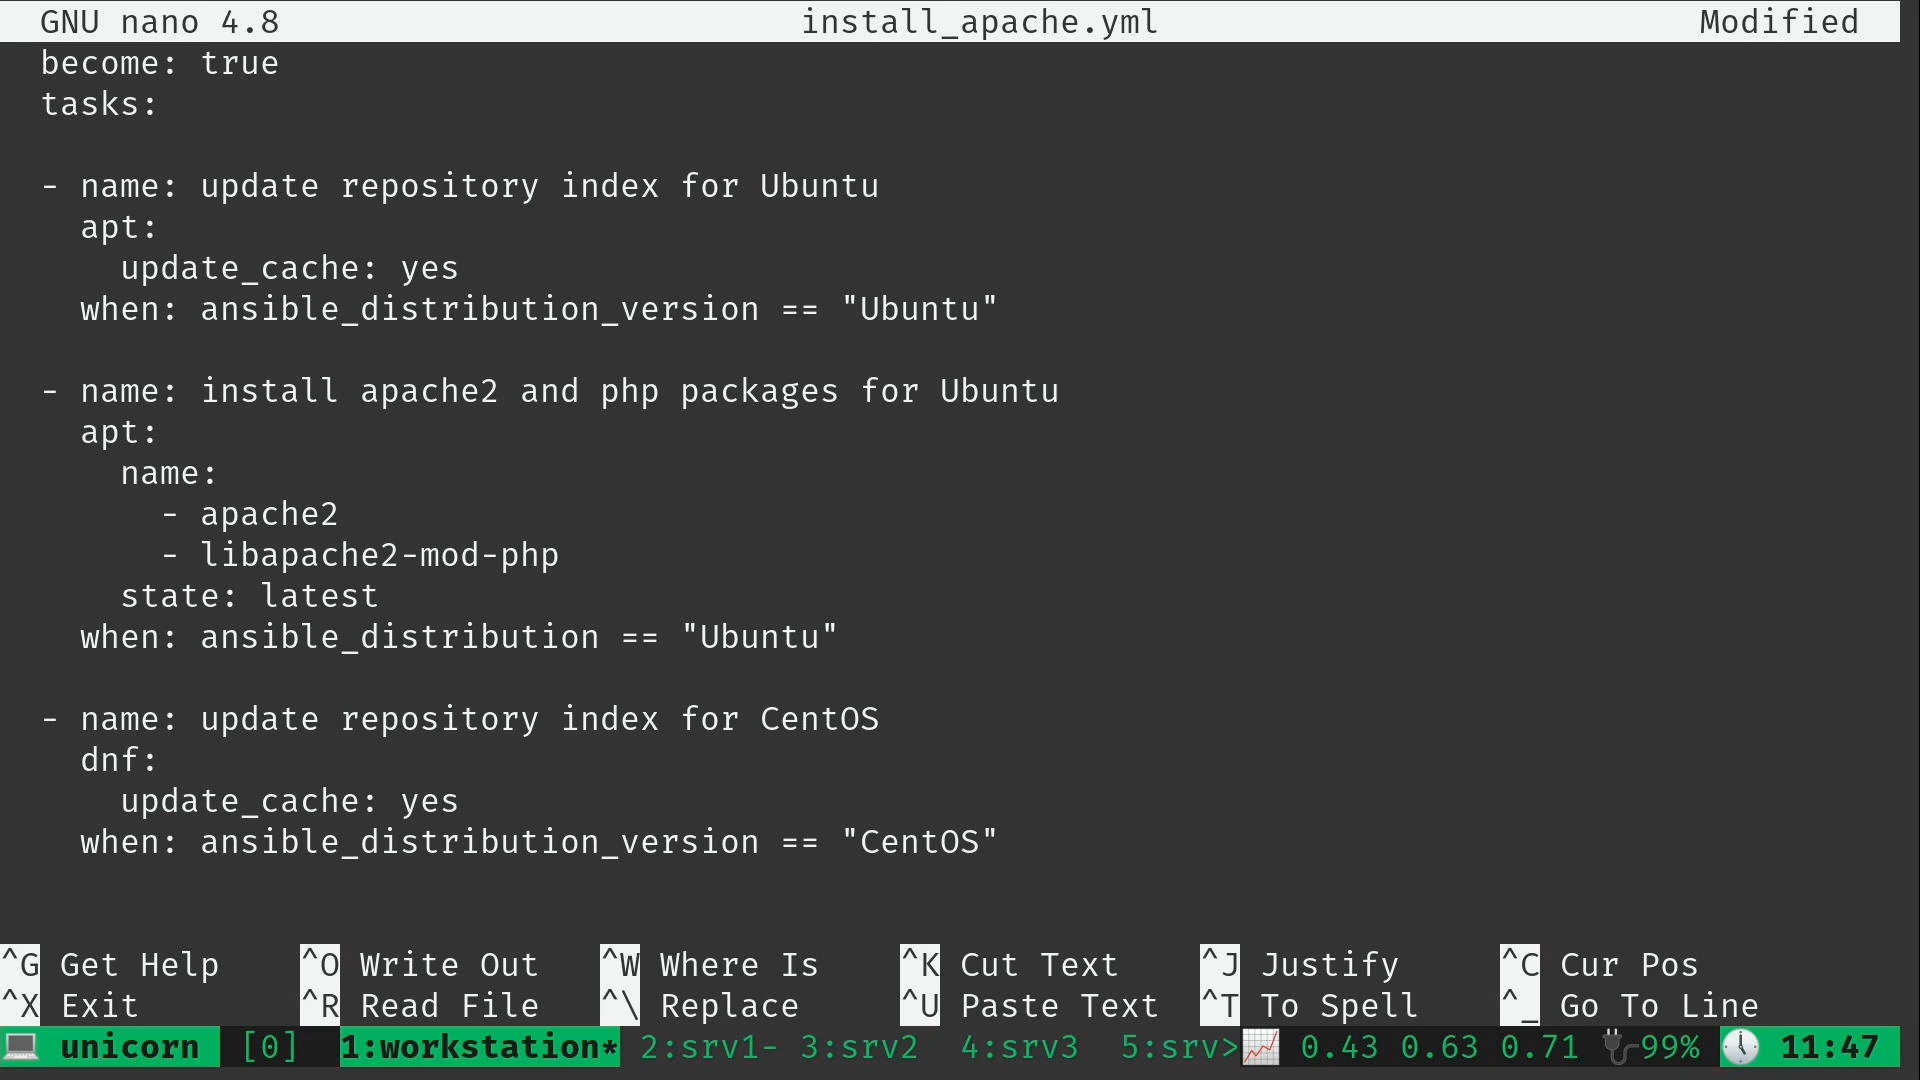 GNU nano 4.8 install_apache.yml Modified
become: true
tasks:
- name: update repository index for Ubuntu
apt:
update_cache: yes
when: ansible_distribution_version == "Ubuntu"
- name: install apache2 and php packages for Ubuntu
apt:
name:
- apache2
- libapache2-mod-php
state: latest
when: ansible_distribution == "Ubuntu"
- name: update repository index for CentOS
dnf:
update_cache: yes
when: ansible_distribution_version == "CentOS"
^G Get Help ^O Write Out ^W Where Is ^K Cut Text ^J Justify ^C Cur Pos
^X Exit ^R Read File ^\ Replace ^U Paste Text ^T To Spell ^_ Go To Line
unicorn [0] 1:workstation* 2:srv1- 3:srv2 4:srv3 5:srv> 0.43 0.63 0.71 99% 11:47